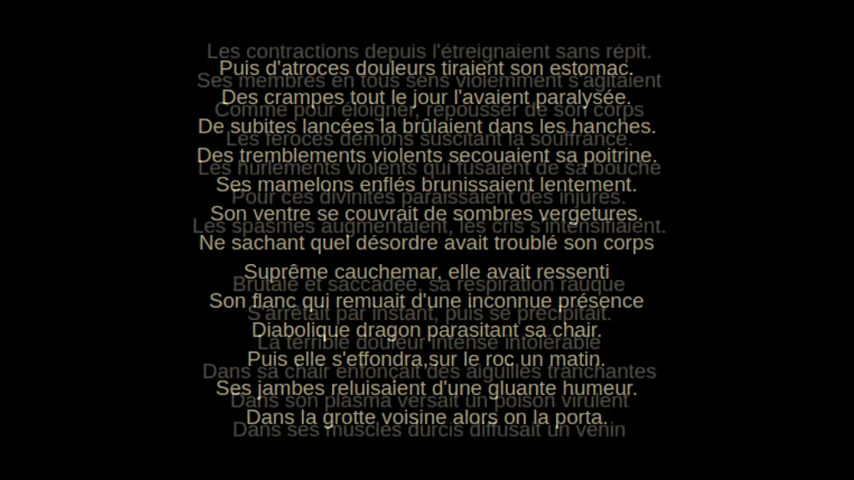 Les contractions depuis l'étreignaient sans répit.
Puis d'atroces douleurs tiraient son estomac.
Ses membres en tous sens violemment s'agitaient
Des crampes tout le jour l'avaient paralysée.
Comme pour éloigner, repousser de son corps
De subites lancées la brûlaient dans les hanches.
Les féroces démons suscitant la souffrance.
Des tremblements violents secouaient sa poitrine.
Les hurlements violents qui fusaient de sa bouche
Ses mamelons enflés brunissaient lentement.
Pour ces divinités paraissaient des injures.
Son ventre se couvrait de sombres vergetures.
Les spasmes augmentaient, les cris s'intensifiaient.
Ne sachant quel désordre avait troublé son corps
Suprême cauchemar, elle avait ressenti
Brutale et saccadée, sa respiration rauque
Son flanc qui remuait d'une inconnue présence
S'arrêtait par instant, puis se précipitait.
Diabolique dragon parasitant sa chair.
La terrible douleur intense intolérable
Puis elle s'effondra,sur le roc un matin.
Dans sa chair enfonçait des aiguilles tranchantes
Ses jambes reluisaient d'une gluante humeur.
Dans son plasma versait un poison virulent
Dans la grotte voisine alors on la porta.
Dans ses muscles durcis diffusait un venin